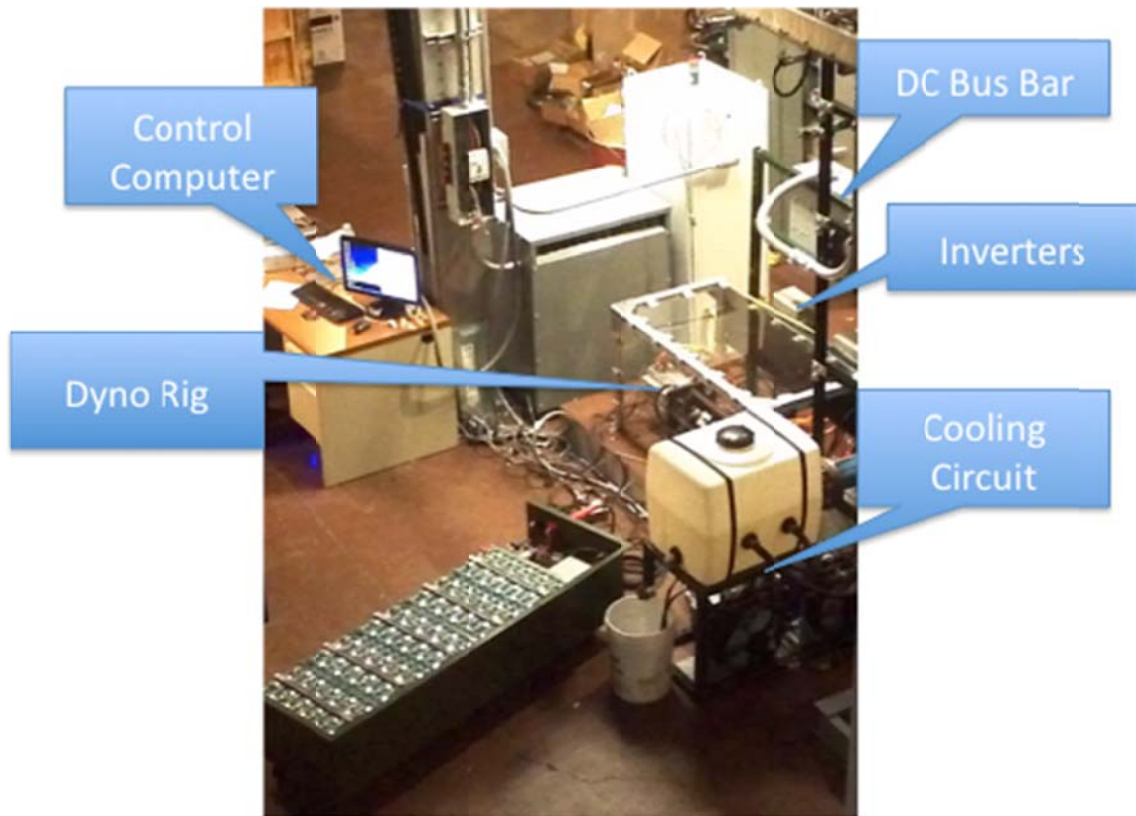 DC Bus Bar
Control
Computer
Inverters
Dyno Rig
Cooling
Circuit